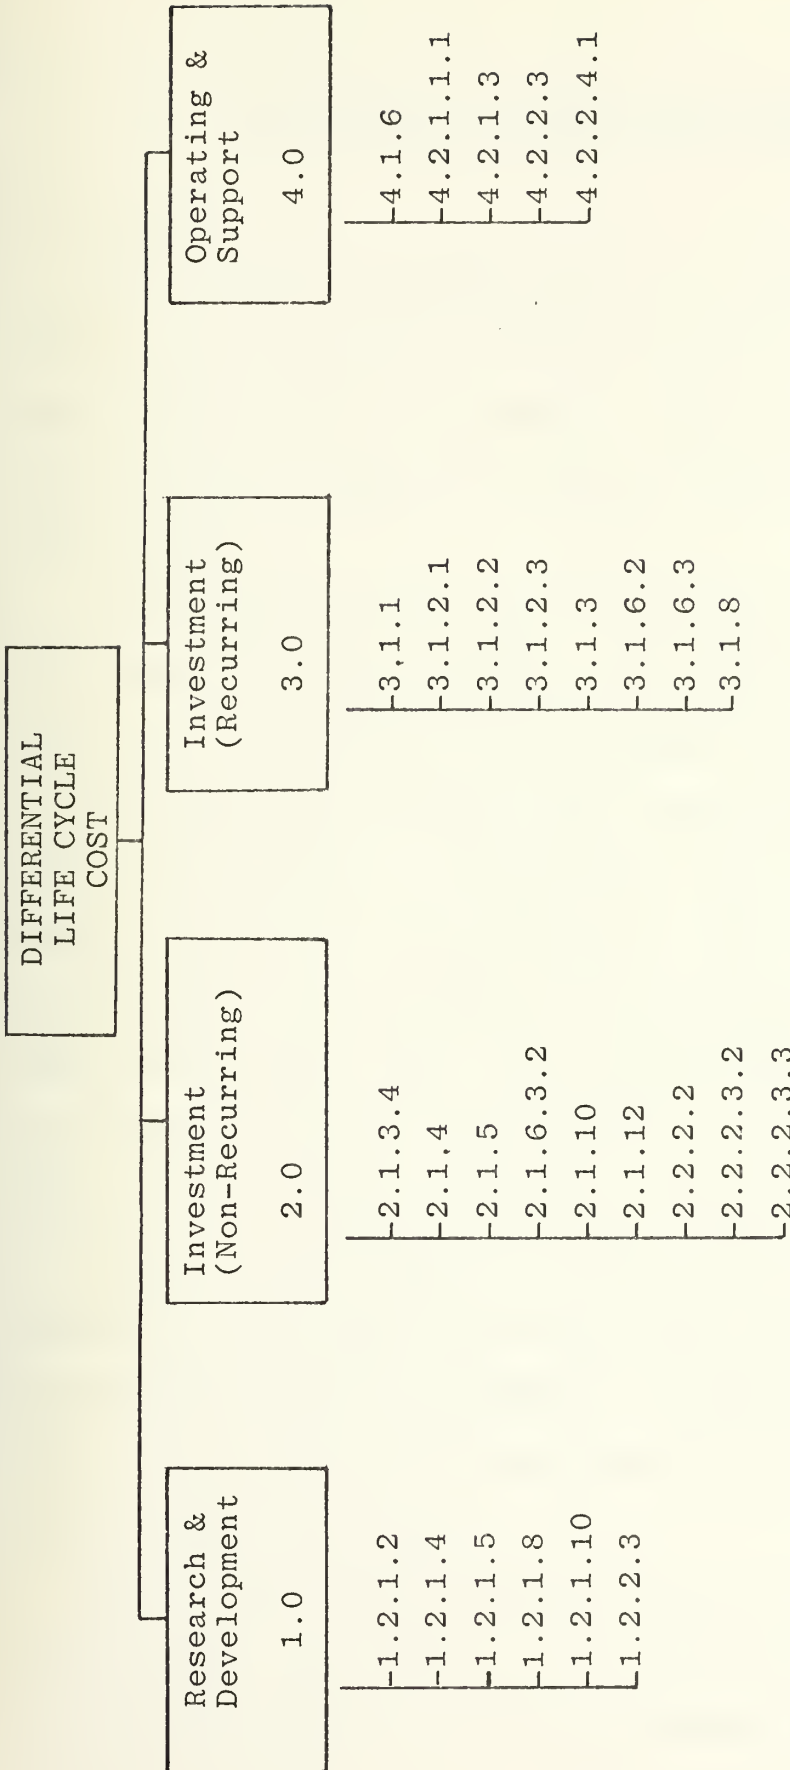 DIFFERENTIAL
LIFE CYCLE
COST
Research &
Development
1.0
1.2.1.2
1.2.1.4
1.2.1.5
1.2.1.8
1.2.1.10
1.2.2.3
Investment
(Non-Recurring)
2.0
2.1.3.4
2.1.4
2.1.5
2.1.6.3.2
2.1.10
2.1.12
2.2.2.2
2.2.2.3.2
2.2.2.3.3
Investment
(Recurring)
3.0
3.1.1
3.1.2.1
3.1.2.2
3.1.2.3
3.1.3
3.1.6.2
3.1.6.3
3.1.8
Operating &
Support
4.0
4.1.6
4.2.1.1.1
4.2.1.3
4.2.2.3
4.2.2.4.1